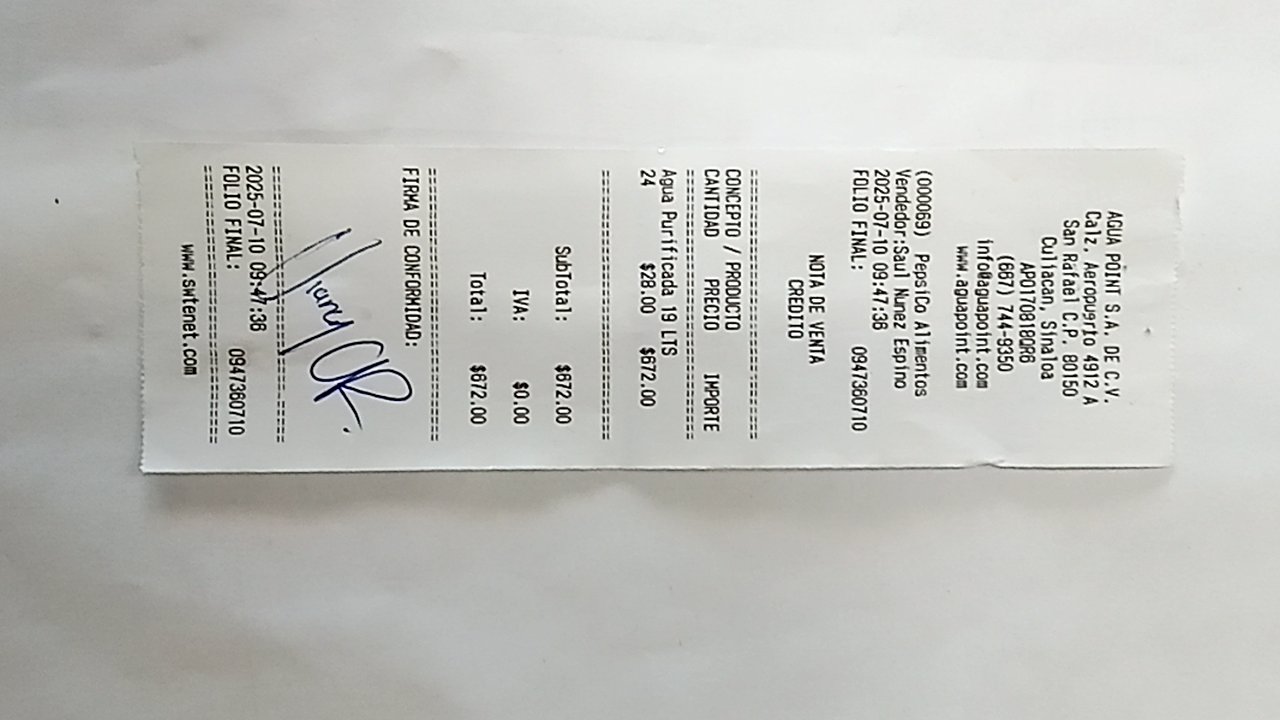 AGUA POINT S.A. DE C.V.
Calz. Aeropuerto 4912 A
San Rafael C.P. 80150
Culiacan, Sinaloa
APO170818QR6
(667) 744-9350
info@aguapoint.com
www.aguapoint.com
(000069) PepsiCo Alimentos
Vendedor:Saul Nunez Espino
2025-07-10 09:47:36
FOLIO FINAL: 0947360710
NOTA DE VENTA
CREDITO
CONCEPTO / PRODUCTO
CANTIDAD PRECIO IMPORTE
Agua Purificada 19 LTS
24 $28.00 $672.00
SubTotal: $672.00
IVA: $0.00
Total: $672.00
FIRMA DE CONFORMIDAD:
2025-07-10 09:47:36
FOLIO FINAL: 0947360710
www.swtenet.com